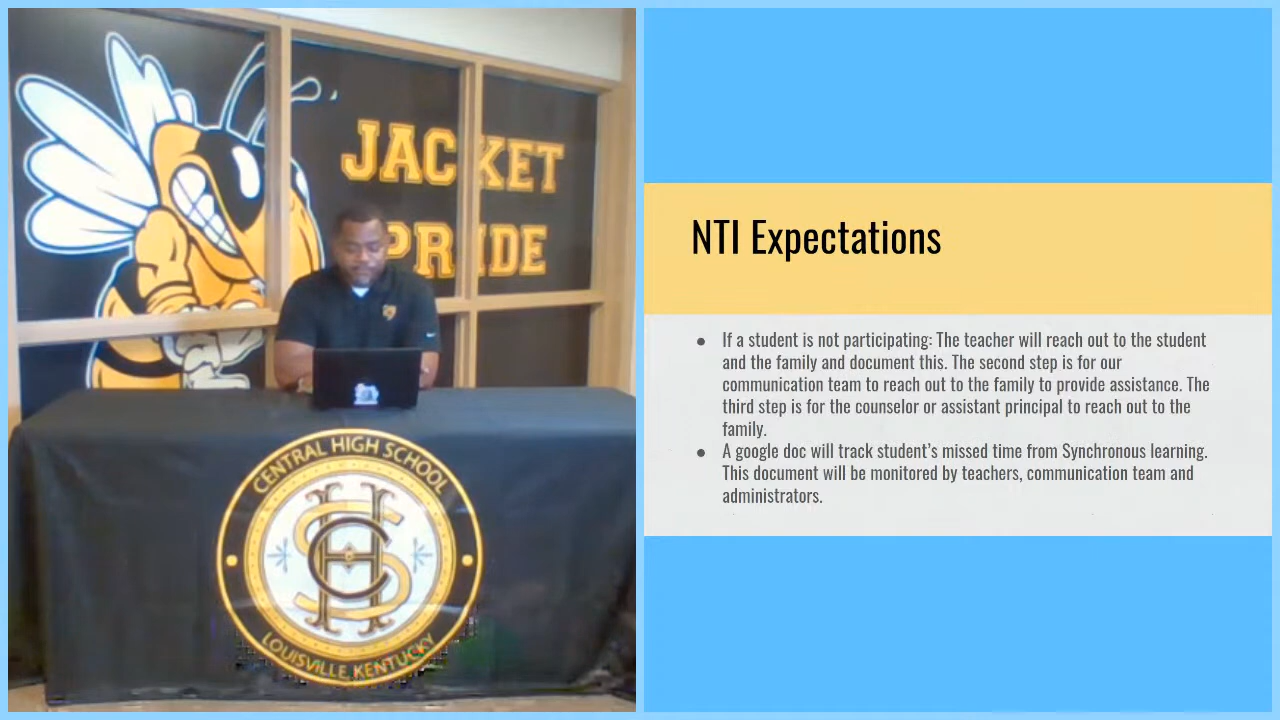 JACKET
PRIDE
CENTRAL HIGH SCHOOL
LOUISVILLE, KENTUCKY
NTI Expectations
● If a student is not participating: The teacher will reach out to the student
and the family and document this. The second step is for our
communication team to reach out to the family to provide assistance. The
third step is for the counselor or assistant principal to reach out to the
family.
● A google doc will track student’s missed time from Synchronous learning.
This document will be monitored by teachers, communication team and
administrators.